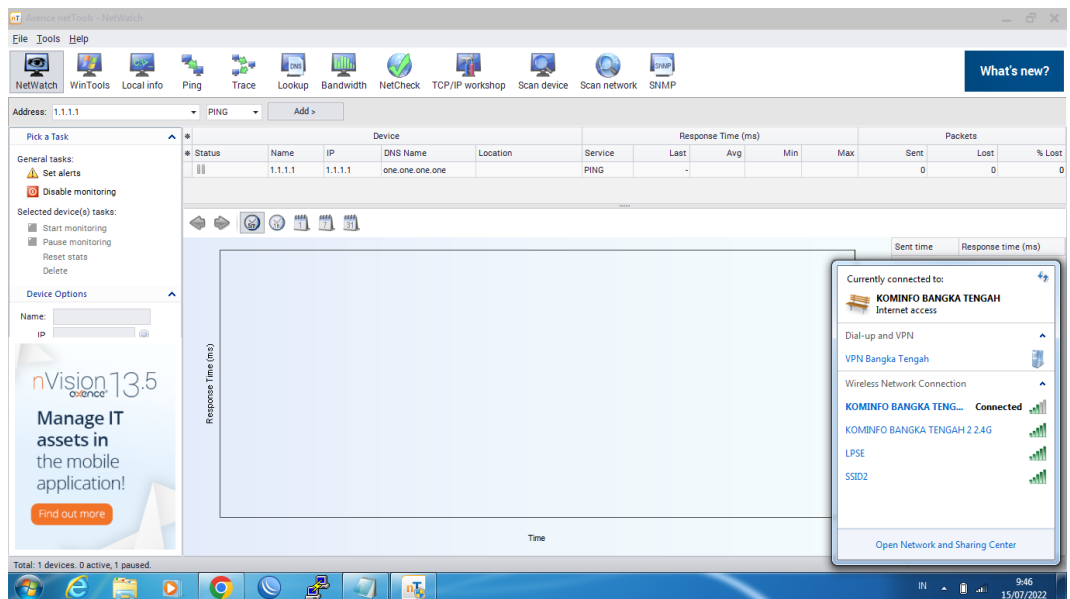 Axence netTools - NetWatch
File Tools Help
NetWatch WinTools Local info Ping Trace Lookup Bandwidth NetCheck TCP/IP workshop Scan device Scan network SNMP
What's new?
Address: 1.1.1.1 PING Add >
Pick a Task
General tasks:
Set alerts
Disable monitoring
Selected device(s) tasks:
Start monitoring
Pause monitoring
Reset stats
Delete
Device Options
Name:
IP
nVision 13.5
axence
Manage IT
assets in
the mobile
application!
Find out more
Device Response Time (ms) Packets
Status Name IP DNS Name Location Service Last Avg Min Max Sent Lost % Lost
1.1.1.1 1.1.1.1 one.one.one.one PING - 0 0 0
1 7 31
Sent time Response time (ms)
Response Time (ms)
Time
Currently connected to:
KOMINFO BANGKA TENGAH
Internet access
Dial-up and VPN
VPN Bangka Tengah
Wireless Network Connection
KOMINFO BANGKA TENG... Connected
KOMINFO BANGKA TENGAH 2 2.4G
LPSE
SSID2
Open Network and Sharing Center
Total: 1 devices. 0 active, 1 paused.
IN 9:46
15/07/2022